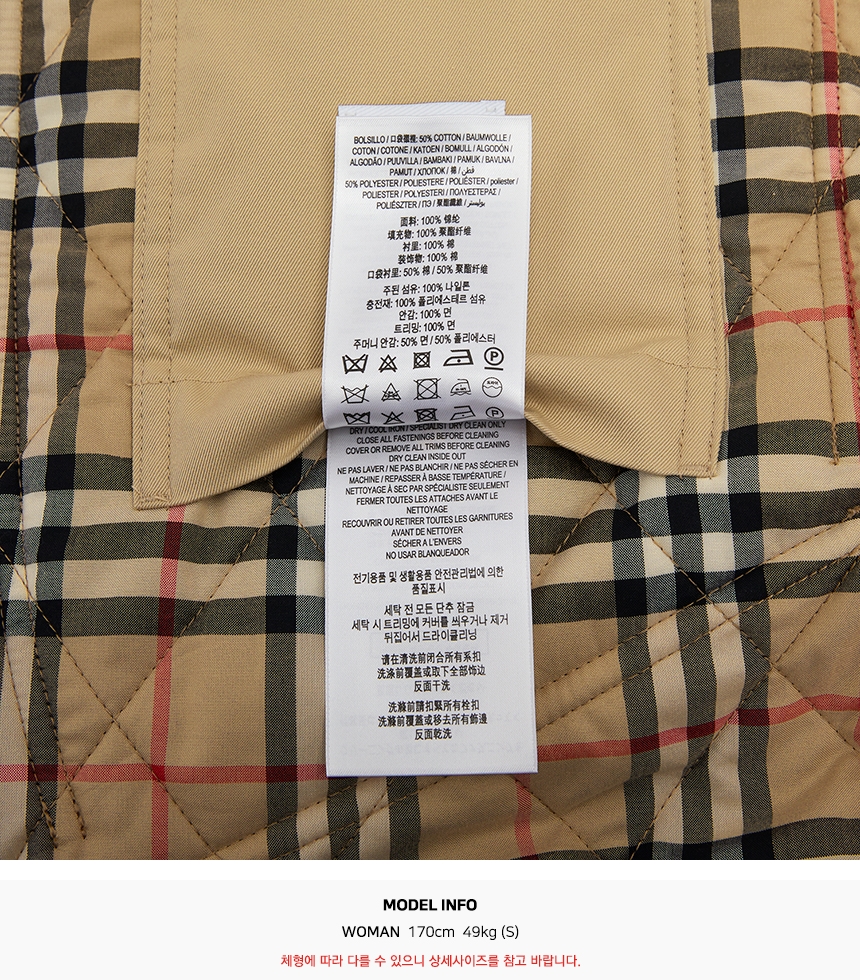 BOLSILLO / 口袋襯裡: 50% COTTON / BAUMWOLLE /
COTON / COTONE / KATOEN / BOMULL / ALGODÓN /
ALGODÃO / PUUVILLA / BAMBAKI / PAMUK / BAVLNA /
PAMUT / ХЛОПОК / 棉 / قطن /
50% POLYESTER / POLIESTERE / POLIÉSTER / poliester /
POLIESTER / POLYESTERI / ΠΟΛΥΕΣΤΕΡΑΣ /
POLIÉSZTER / ПЭ / 聚酯纖維 / بوليستر
面料: 100% 锦纶
填充物: 100% 聚酯纤维
衬里: 100% 棉
装饰物: 100% 棉
口袋衬里: 50% 棉 / 50% 聚酯纤维
주된 섬유: 100% 나일론
충전재: 100% 폴리에스테르 섬유
안감: 100% 면
트리밍: 100% 면
주머니 안감: 50% 면 / 50% 폴리에스터
P
P
DRY / COOL IRON / SPECIALIST DRY CLEAN ONLY
CLOSE ALL FASTENINGS BEFORE CLEANING
COVER OR REMOVE ALL TRIMS BEFORE CLEANING
DRY CLEAN INSIDE OUT
NE PAS LAVER / NE PAS BLANCHIR / NE PAS SÉCHER EN
MACHINE / REPASSER À BASSE TEMPÉRATURE /
NETTOYAGE À SEC PAR SPÉCIALISTE SEULEMENT
FERMER TOUTES LES ATTACHES AVANT LE
NETTOYAGE
RECOUVRIR OU RETIRER TOUTES LES GARNITURES
AVANT DE NETTOYER
SÉCHER A L'ENVERS
NO USAR BLANQUEADOR
전기용품 및 생활용품 안전관리법에 의한
품질표시
세탁 전 모든 단추 잠금
세탁 시 트리밍에 커버를 씌우거나 제거
뒤집어서 드라이클리닝
请在清洗前闭合所有系扣
洗涤前覆盖或取下全部饰边
反面干洗
洗滌前請扣緊所有栓扣
洗滌前覆蓋或移去所有飾邊
反面乾洗
MODEL INFO
WOMAN 170cm 49kg (S)
체형에 따라 다를 수 있으니 상세사이즈를 참고 바랍니다.